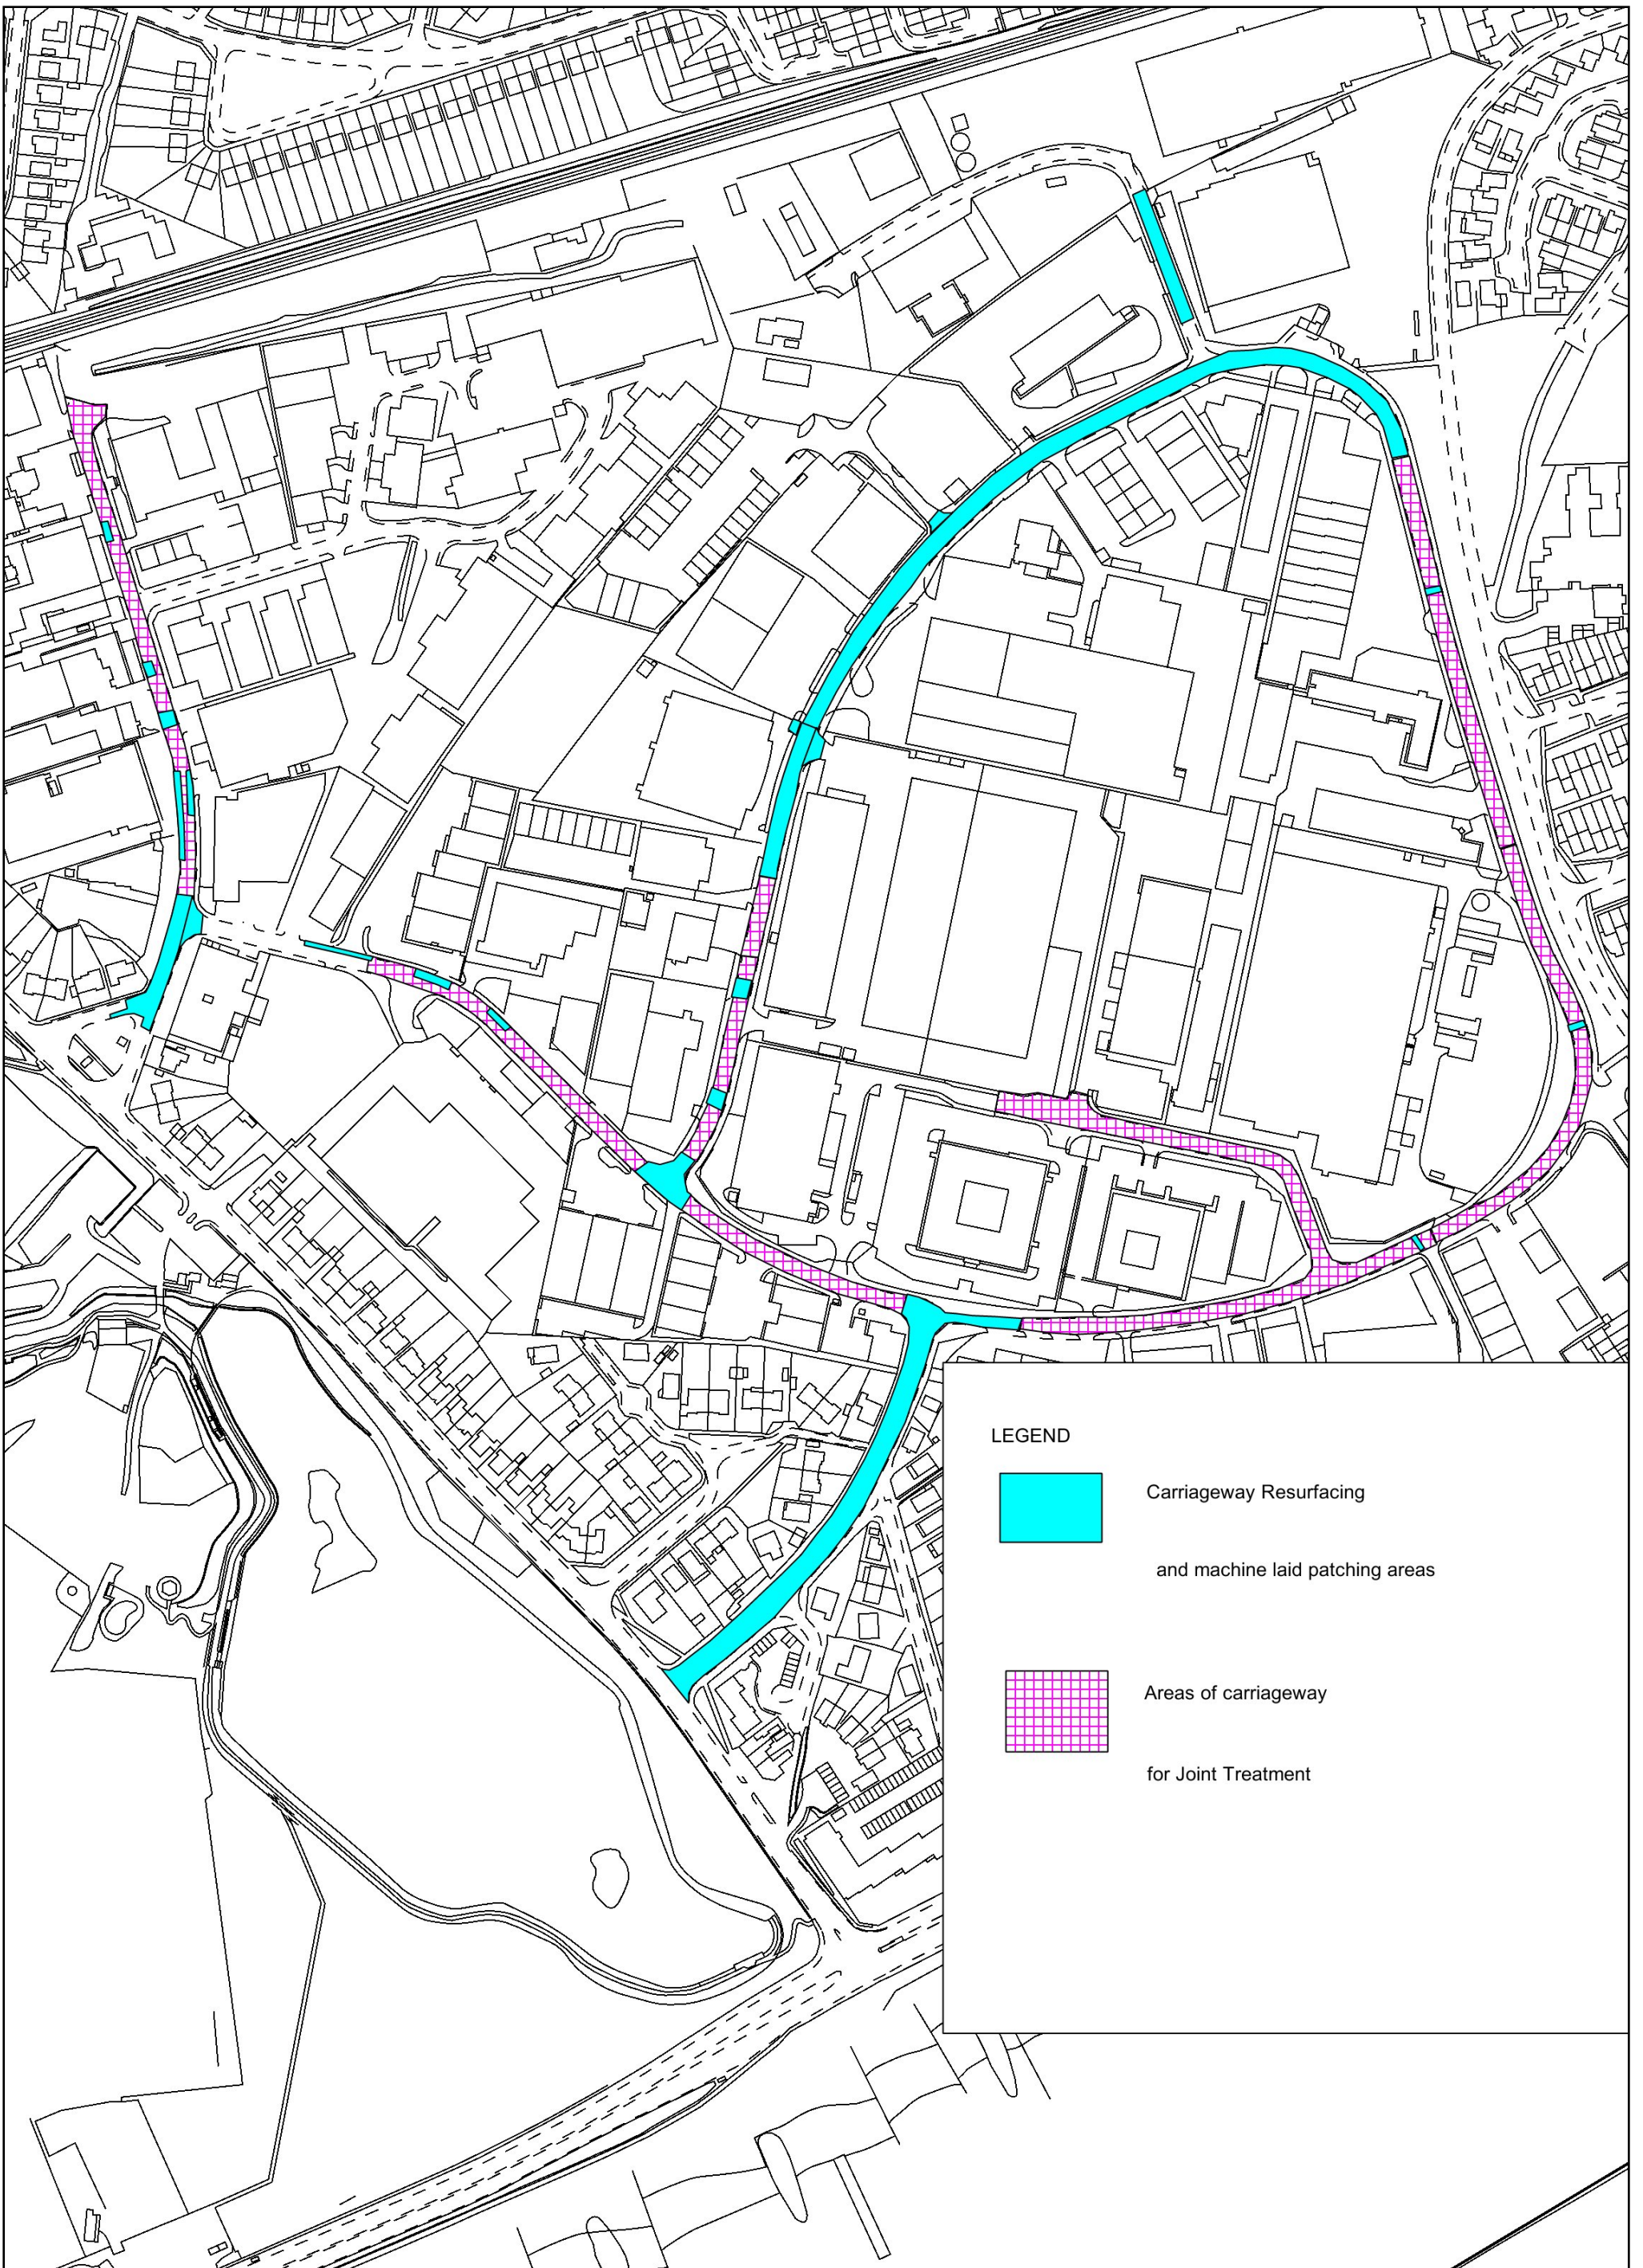 LEGEND
Carriageway Resurfacing
and machine laid patching areas
Areas of carriageway
for Joint Treatment